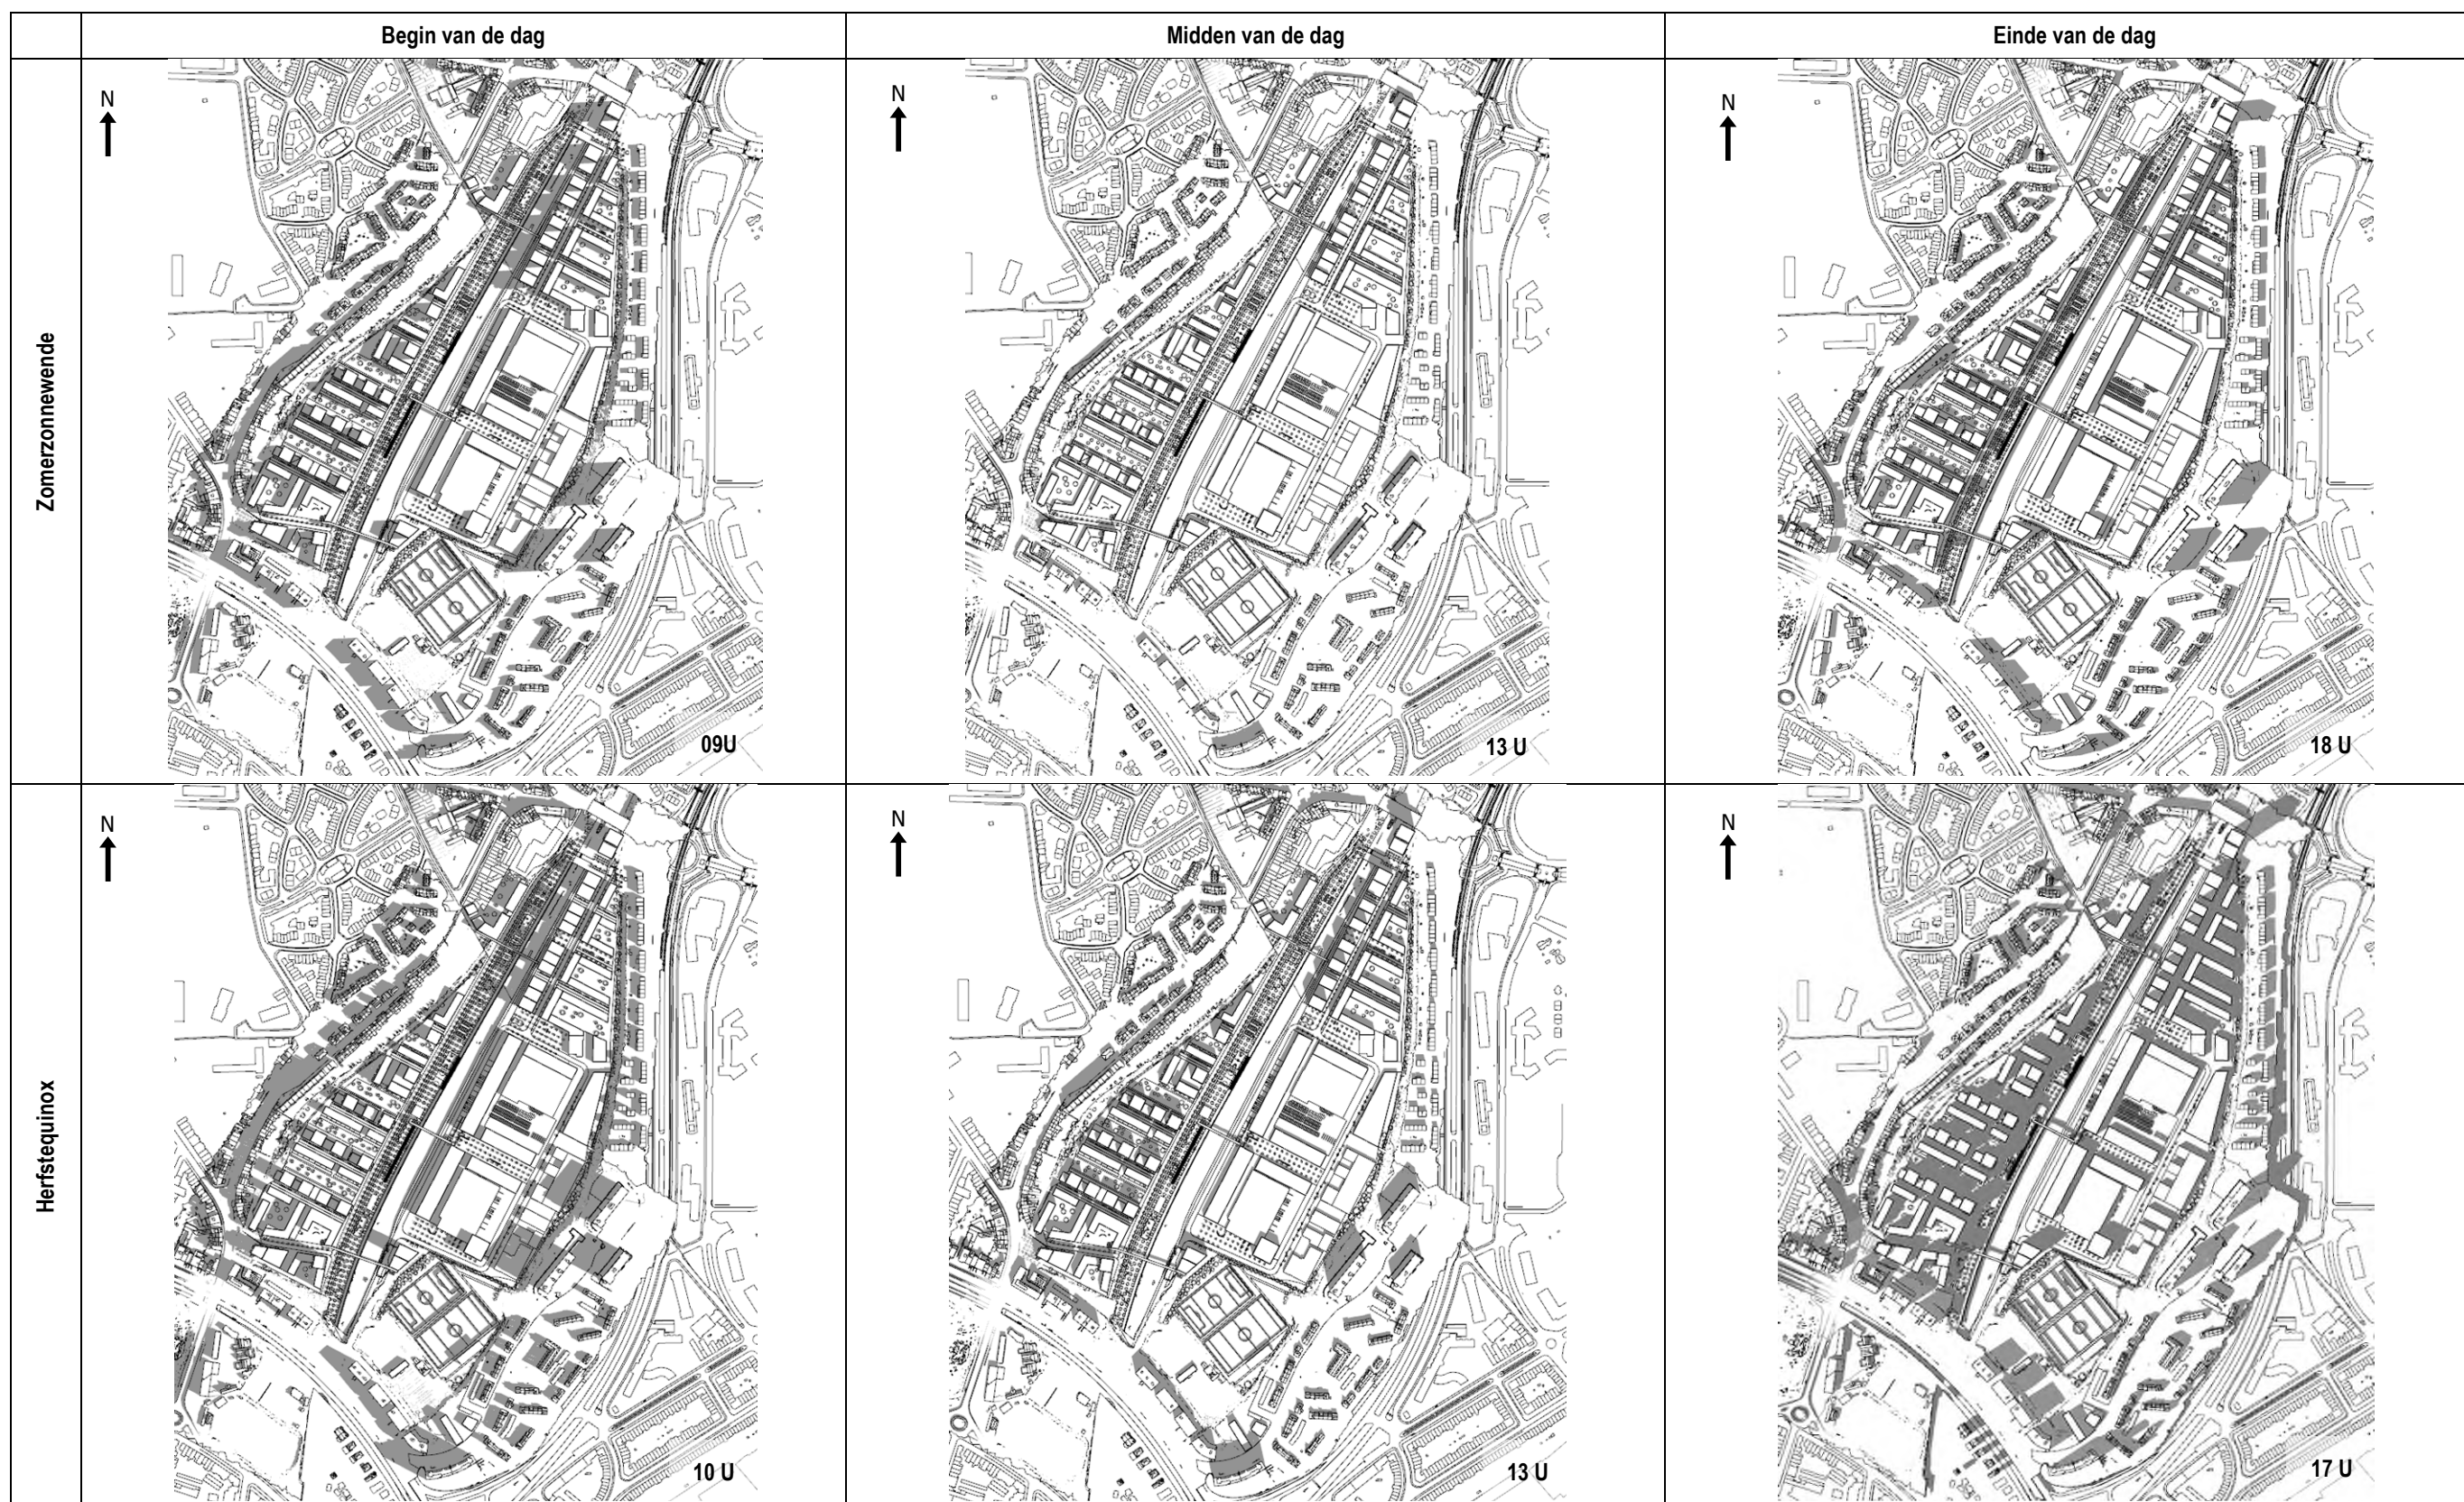 Begin van de dag
Midden van de dag
Einde van de dag
Zomerzonnewende
N
09U
N
13 U
N
18 U
Herfstequinox
N
10 U
N
13 U
N
17 U